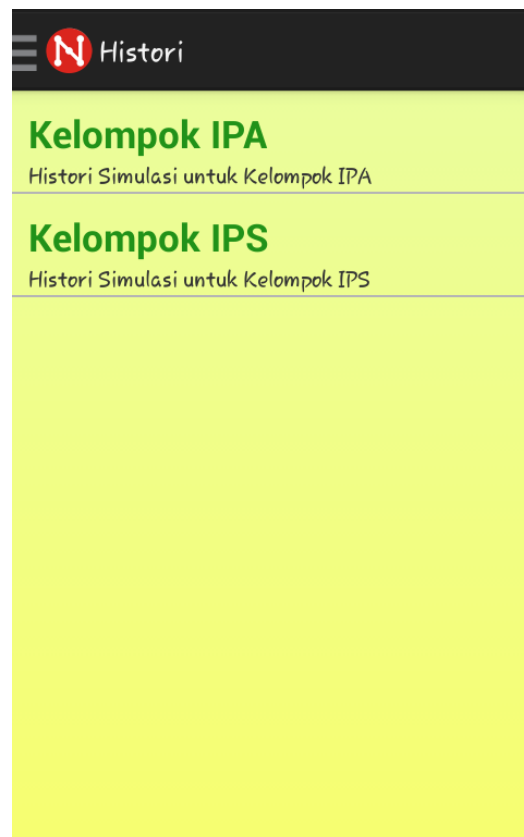 N Histori
Kelompok IPA
Histori Simulasi untuk Kelompok IPA
Kelompok IPS
Histori Simulasi untuk Kelompok IPS